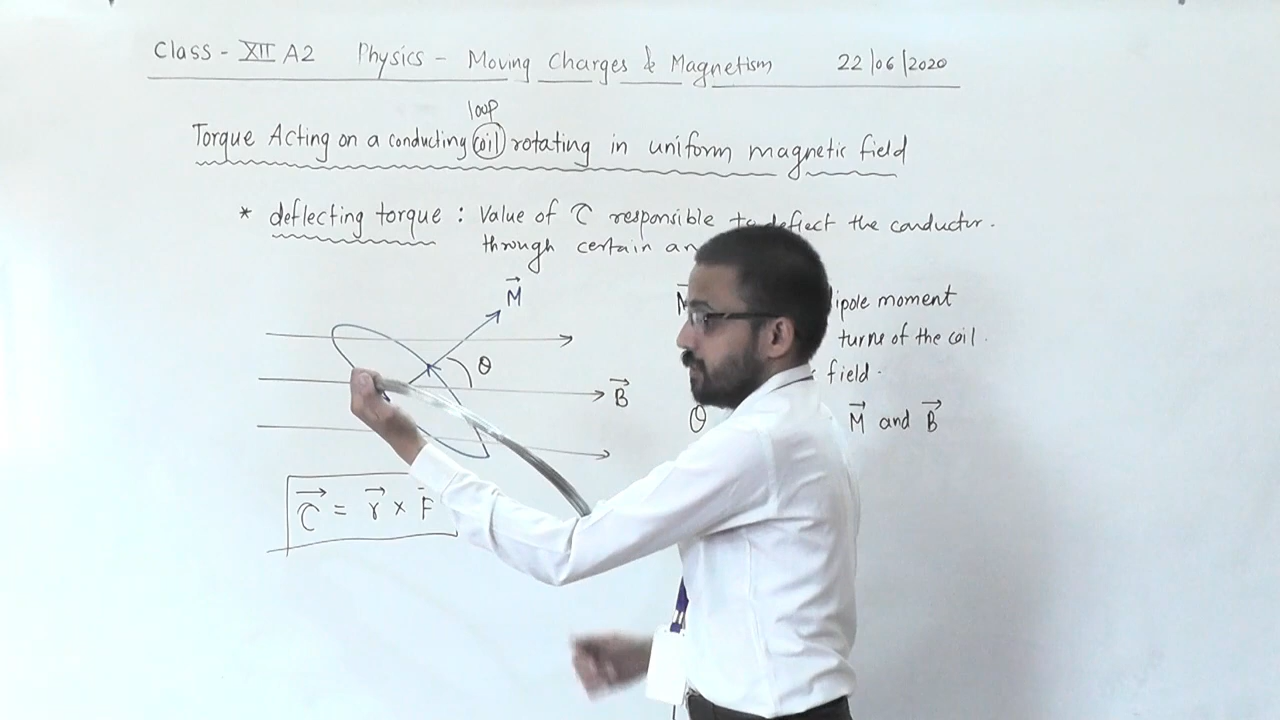 Class - XII A2 Physics - Moving Charges & Magnetism 22/06/2020
loop
Torque Acting on a conducting coil rotating in uniform magnetic field
* deflecting torque : Value of τ responsible to deflect the conductor.
through certain
M⃗
ipole moment
turns of the coil.
θ
field.
B⃗
θ M⃗ and B⃗
τ⃗ = r⃗ × F